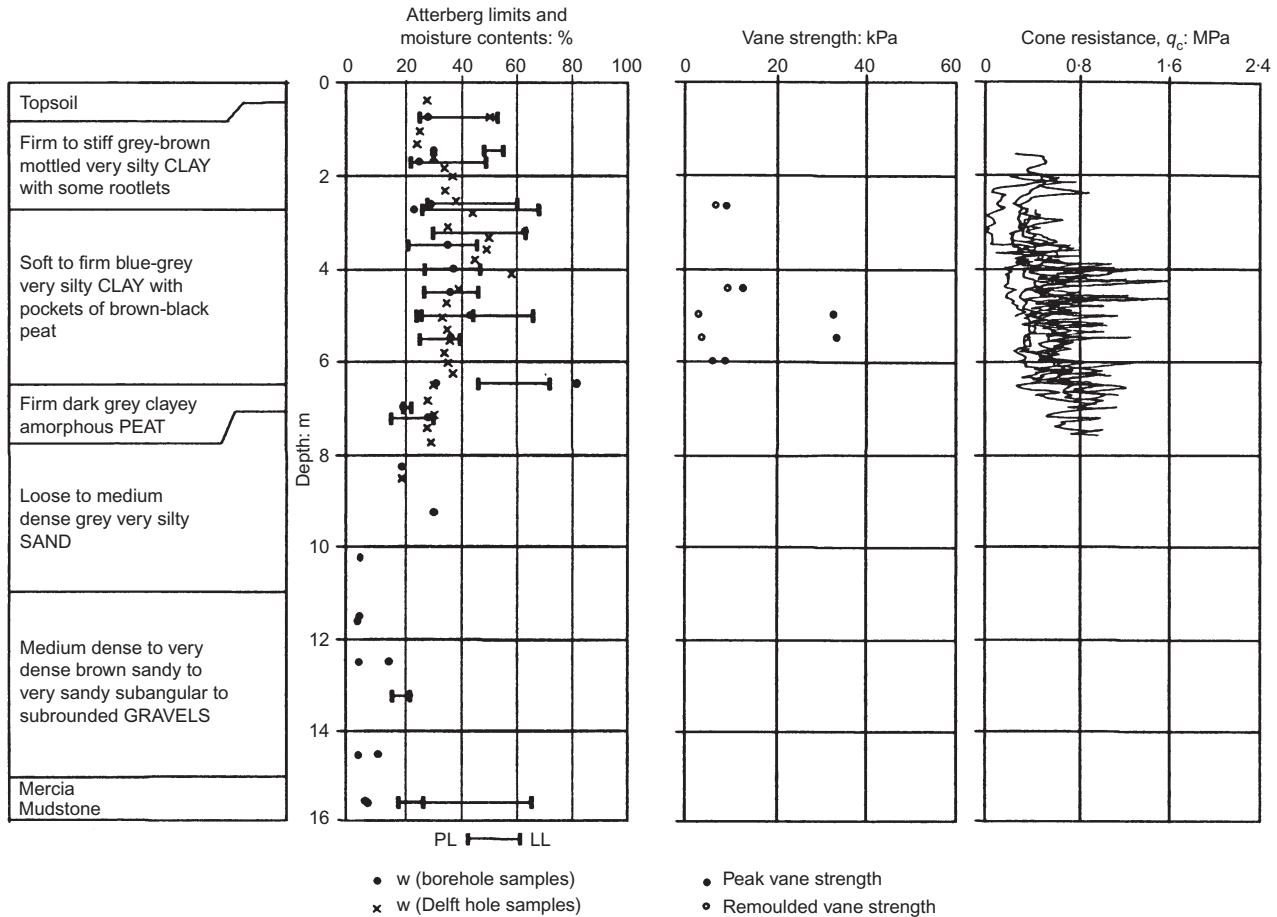 Atterberg limits and
moisture contents: %
Vane strength: kPa
Cone resistance, qc: MPa
0 20 40 60 80 100
0 20 40 60
0 0·8 1·6 2·4
Topsoil
Firm to stiff grey-brown
mottled very silty CLAY
with some rootlets
Soft to firm blue-grey
very silty CLAY with
pockets of brown-black
peat
Firm dark grey clayey
amorphous PEAT
Loose to medium
dense grey very silty
SAND
Medium dense to very
dense brown sandy to
very sandy subangular to
subrounded GRAVELS
Mercia
Mudstone
Depth: m
0
2
4
6
8
10
12
14
16
PL LL
w (borehole samples)
w (Delft hole samples)
Peak vane strength
Remoulded vane strength